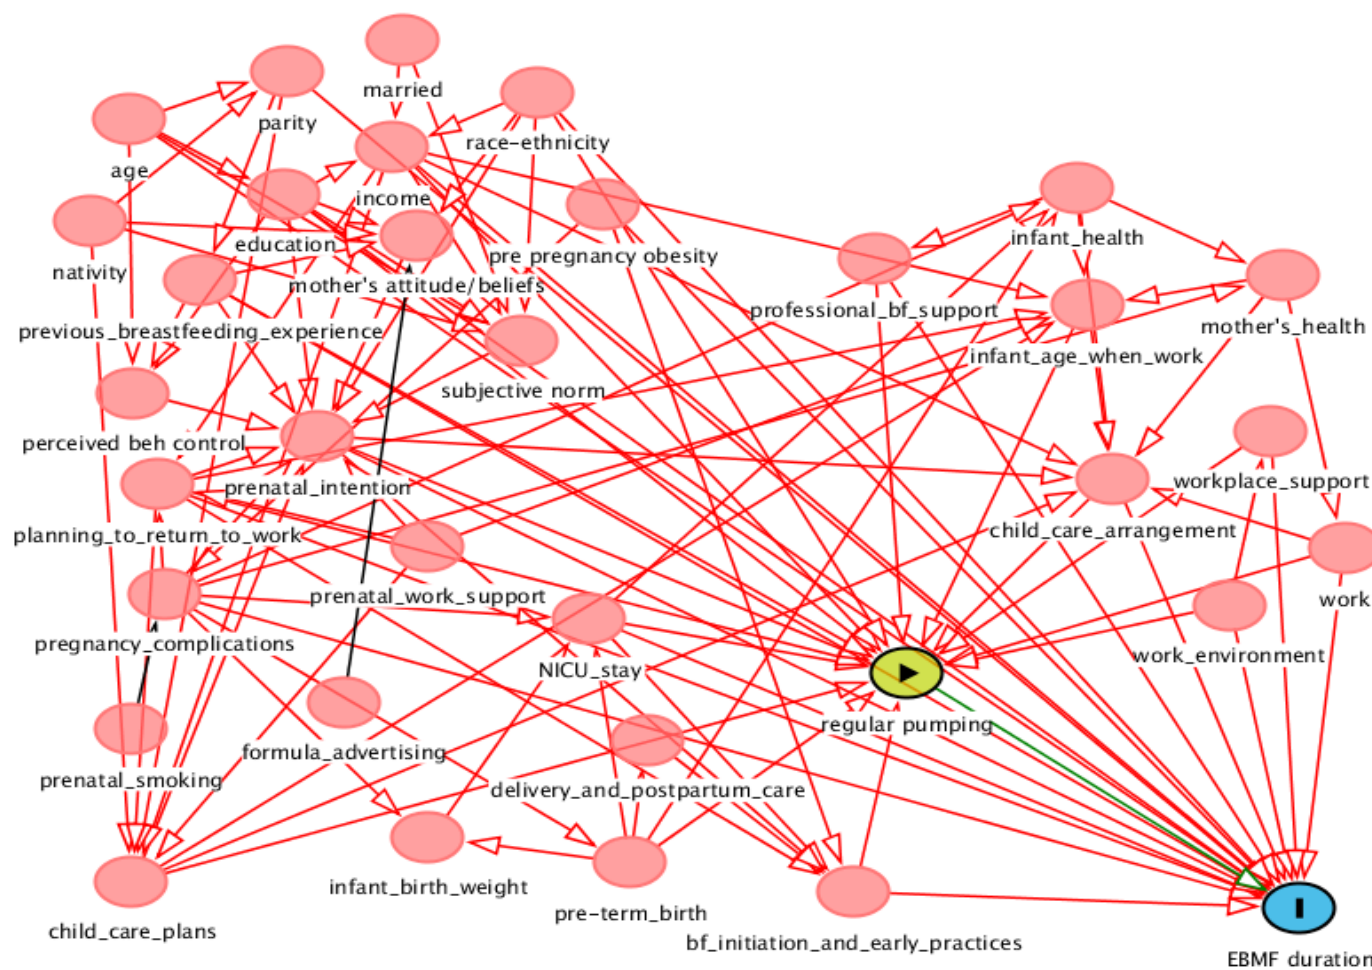 married
parity
race-ethnicity
age
income
infant_health
education
pre pregnancy obesity
nativity
mother's attitude/beliefs
professional_bf_support
mother's_health
previous_breastfeeding_experience
infant_age_when_work
subjective norm
perceived beh control
workplace_support
prenatal_intention
child_care_arrangement
planning_to_return_to_work
prenatal_work_support
work
pregnancy_complications
work_environment
NICU_stay
regular pumping
formula_advertising
prenatal_smoking
delivery_and_postpartum_care
infant_birth_weight
pre-term_birth
child_care_plans
bf_initiation_and_early_practices
EBMF duration